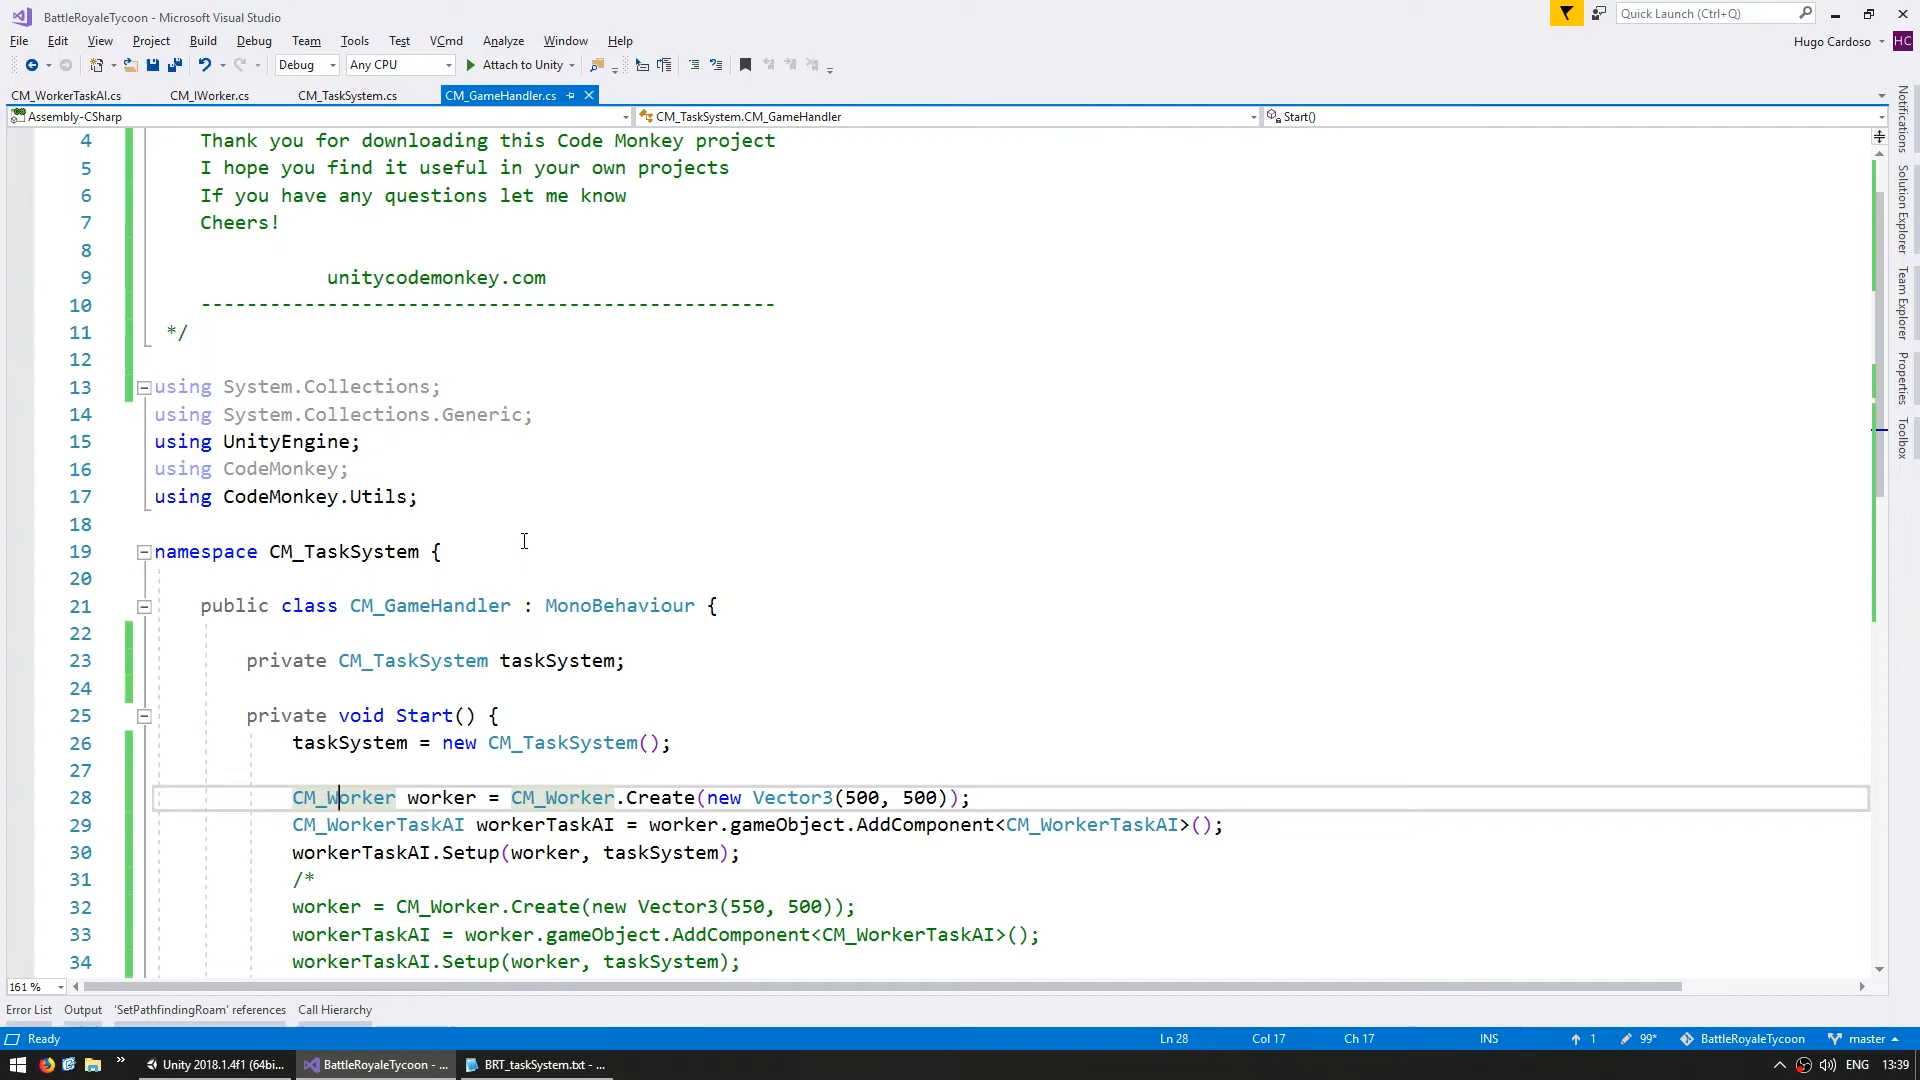 BattleRoyaleTycoon - Microsoft Visual Studio
Quick Launch (Ctrl+Q)
File Edit View Project Build Debug Team Tools Test VCmd Analyze Window Help
Hugo Cardoso HC
Debug Any CPU Attach to Unity
CM_WorkerTaskAI.cs CM_IWorker.cs CM_TaskSystem.cs CM_GameHandler.cs
Assembly-CSharp CM_TaskSystem.CM_GameHandler Start()
4 Thank you for downloading this Code Monkey project
5 I hope you find it useful in your own projects
6 If you have any questions let me know
7 Cheers!
8
9 unitycodemonkey.com
10 --------------------------------------------------
11 */
12
13 using System.Collections;
14 using System.Collections.Generic;
15 using UnityEngine;
16 using CodeMonkey;
17 using CodeMonkey.Utils;
18
19 namespace CM_TaskSystem {
20
21 public class CM_GameHandler : MonoBehaviour {
22
23 private CM_TaskSystem taskSystem;
24
25 private void Start() {
26 taskSystem = new CM_TaskSystem();
27
28 CM_Worker worker = CM_Worker.Create(new Vector3(500, 500));
29 CM_WorkerTaskAI workerTaskAI = worker.gameObject.AddComponent<CM_WorkerTaskAI>();
30 workerTaskAI.Setup(worker, taskSystem);
31 /*
32 worker = CM_Worker.Create(new Vector3(550, 500));
33 workerTaskAI = worker.gameObject.AddComponent<CM_WorkerTaskAI>();
34 workerTaskAI.Setup(worker, taskSystem);
Notifications
Solution Explorer
Team Explorer
Properties
Toolbox
161 %
Error List Output 'SetPathfindingRoam' references Call Hierarchy
Ready Ln 28 Col 17 Ch 17 INS 1 99* BattleRoyaleTycoon master
Unity 2018.1.4f1 (64bi... BattleRoyaleTycoon - ... BRT_taskSystem.txt - ... ENG 13:39